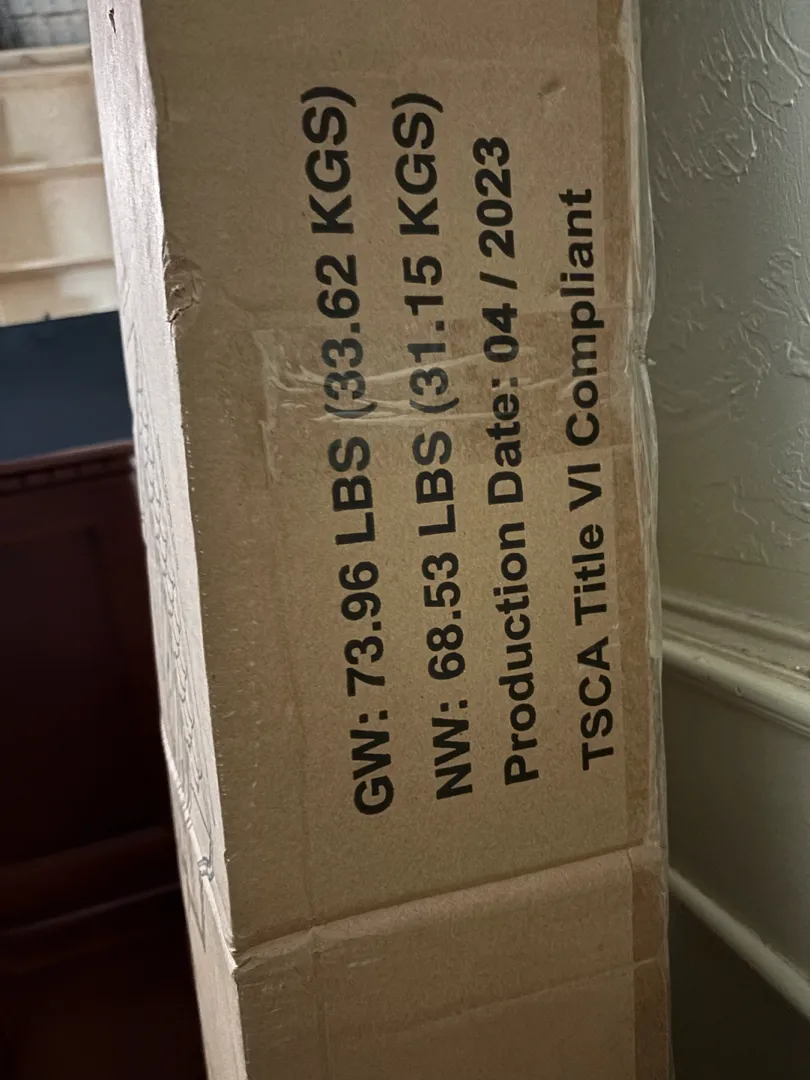 GW: 73.96 LBS (33.62 KGS)
NW: 68.53 LBS (31.15 KGS)
Production Date: 04 / 2023
TSCA Title VI Compliant